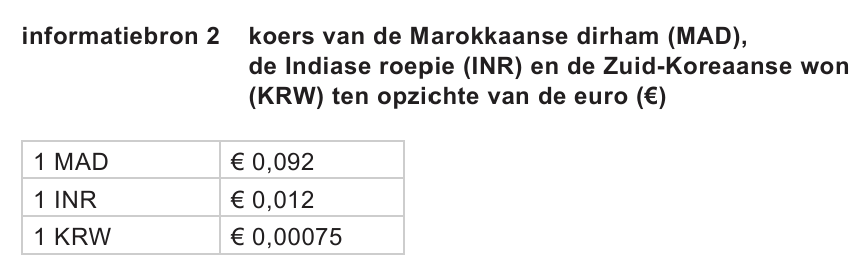 informatiebron 2 koers van de Marokkaanse dirham (MAD),
de Indiase roepie (INR) en de Zuid-Koreaanse won
(KRW) ten opzichte van de euro (€)
1 MAD € 0,092
1 INR € 0,012
1 KRW € 0,00075